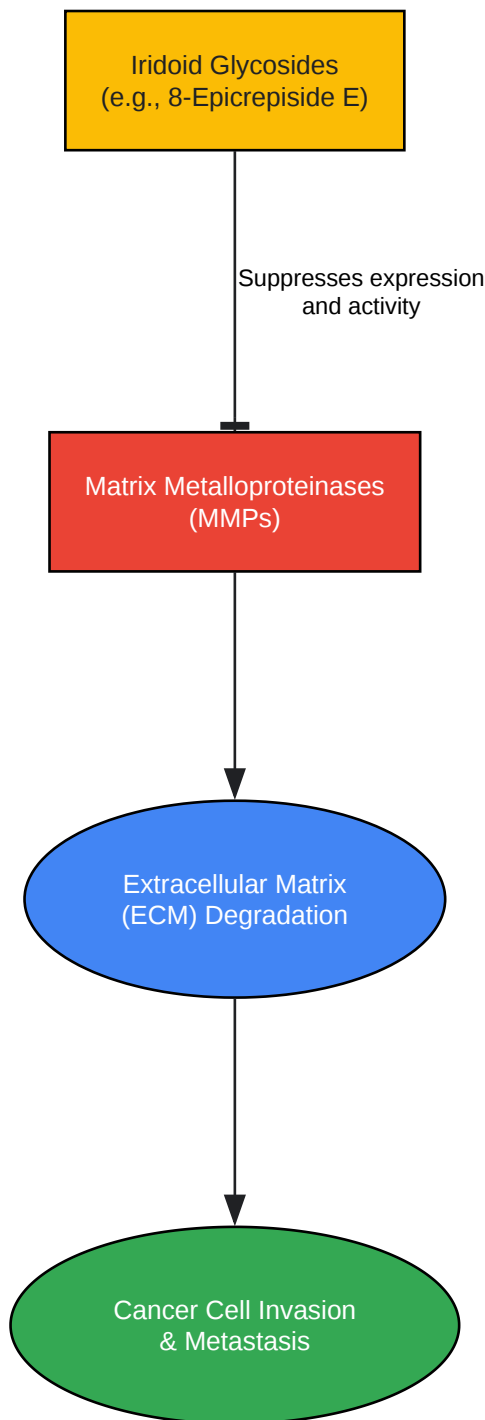 Iridoid Glycosides
(e.g., 8-Epicrepiside E)
Suppresses expression
and activity
Matrix Metalloproteinases
(MMPs)
Extracellular Matrix
(ECM) Degradation
Cancer Cell Invasion
& Metastasis